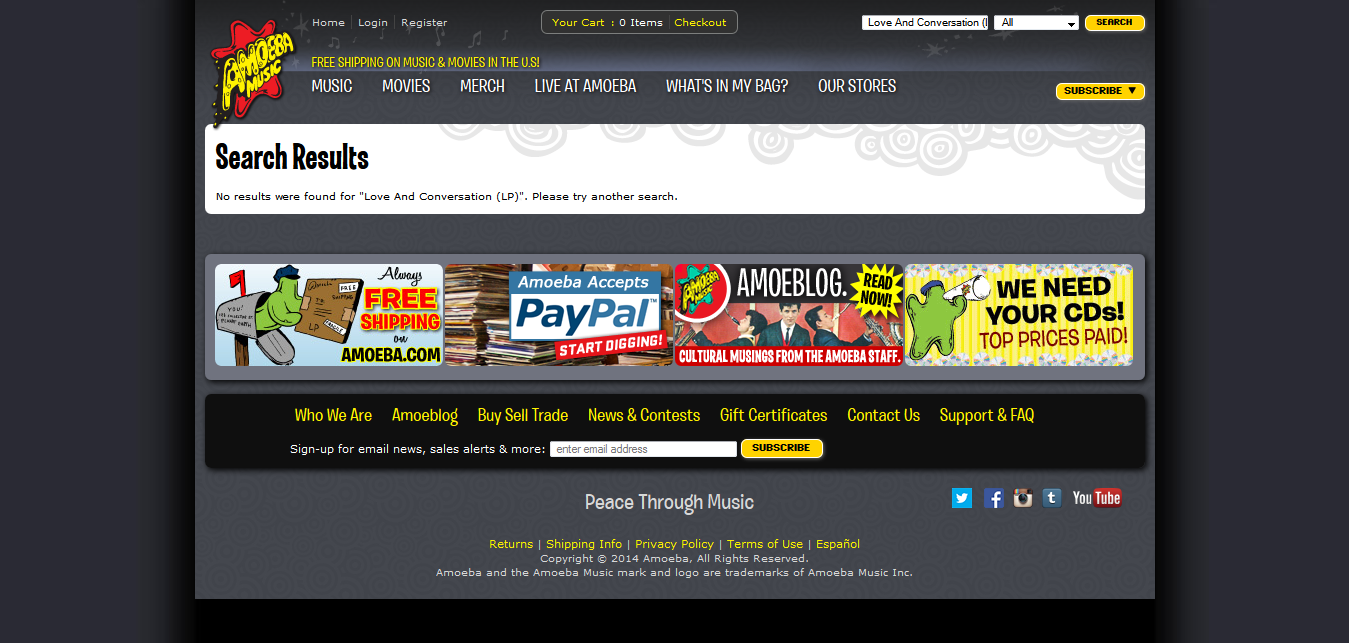 Home | Login | Register
Your Cart : 0 Items | Checkout
Love And Conversation (
All
SEARCH
AMOEBA
MUSIC
FREE SHIPPING ON MUSIC & MOVIES IN THE U.S!
MUSIC MOVIES MERCH LIVE AT AMOEBA WHAT'S IN MY BAG? OUR STORES
SUBSCRIBE ▼
Search Results
No results were found for "Love And Conversation (LP)". Please try another search.
Always
FREE
SHIPPING
on
AMOEBA.COM
FREE
SHIPPING
TO
LP
FRAGILE
YOU!
Amoeba Accepts
PayPal™
START DIGGING!
AMOEBA
MUSIC
AMOEBLOG.
READ
NOW!
CULTURAL MUSINGS FROM THE AMOEBA STAFF.
WE NEED
YOUR CDs!
TOP PRICES PAID!
Who We Are Amoeblog Buy Sell Trade News & Contests Gift Certificates Contact Us Support & FAQ
Sign-up for email news, sales alerts & more: enter email address SUBSCRIBE
Peace Through Music
You Tube
Returns | Shipping Info | Privacy Policy | Terms of Use | Español
Copyright © 2014 Amoeba, All Rights Reserved.
Amoeba and the Amoeba Music mark and logo are trademarks of Amoeba Music Inc.